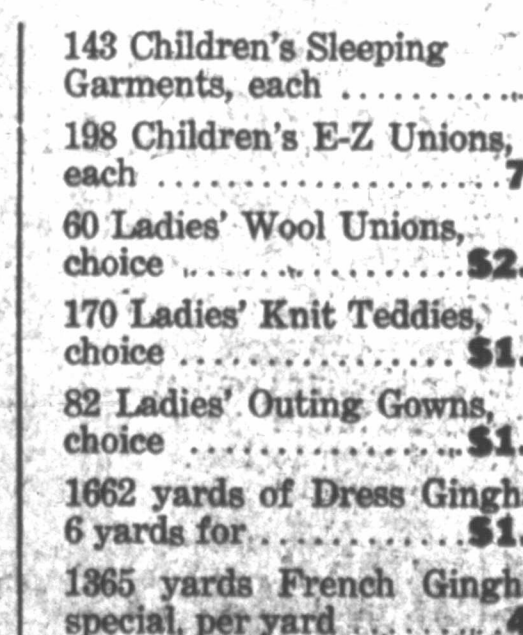 143 Children's Sleeping
Garments, each ..........
198 Children's E-Z Unions,
each ....................7
60 Ladies' Wool Unions,
choice ................$2.
170 Ladies' Knit Teddies,
choice ................$1.
82 Ladies' Outing Gowns,
choice ................$1.
1662 yards of Dress Gingh
6 yards for ............$1.
1365 yards French Gingh
special, per yard .........4